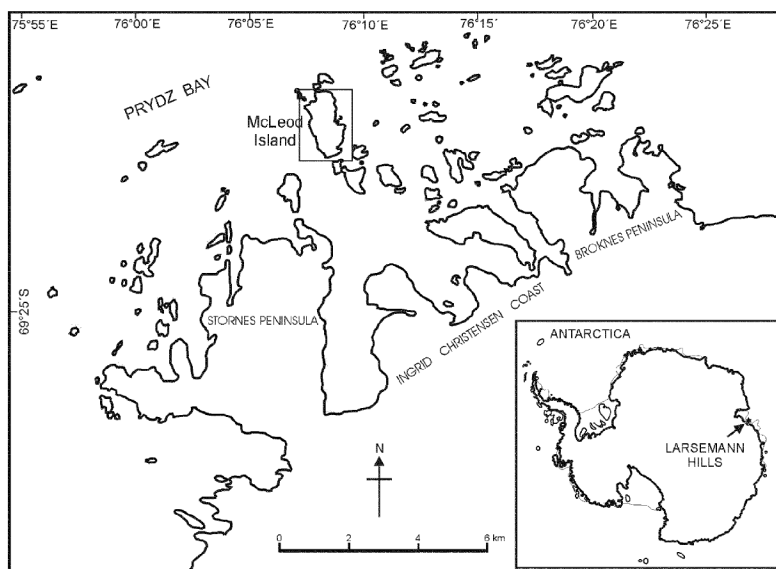 75°55'E
76°00'E
76°05'E
76°10'E
76°15'E
76°20'E
76°25'E
PRYDZ BAY
McLeod
Island
BROKNES PENINSULA
69°25'S
STORNES PENINSULA
INGRID CHRISTENSEN COAST
ANTARCTICA
LARSEMANN
HILLS
N
0 2 4 6 km